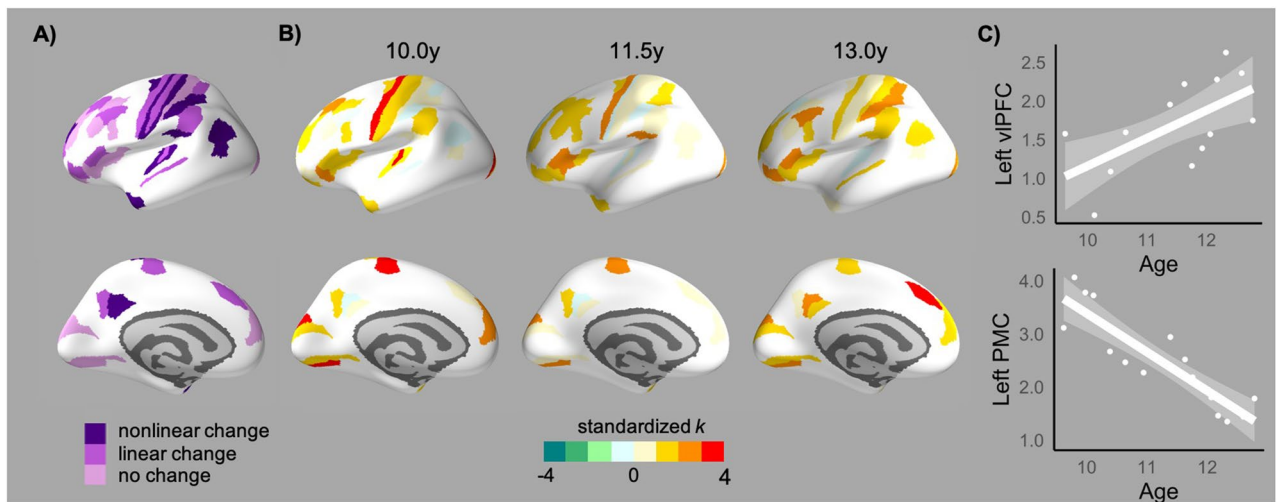 A)
B)
10.0y
11.5y
13.0y
nonlinear change
linear change
no change
standardized k
-4
0
4
C)
Left vlPFC
2.5
2.0
1.5
1.0
0.5
10
11
12
Age
Left PMC
4.0
3.0
2.0
1.0
10
11
12
Age